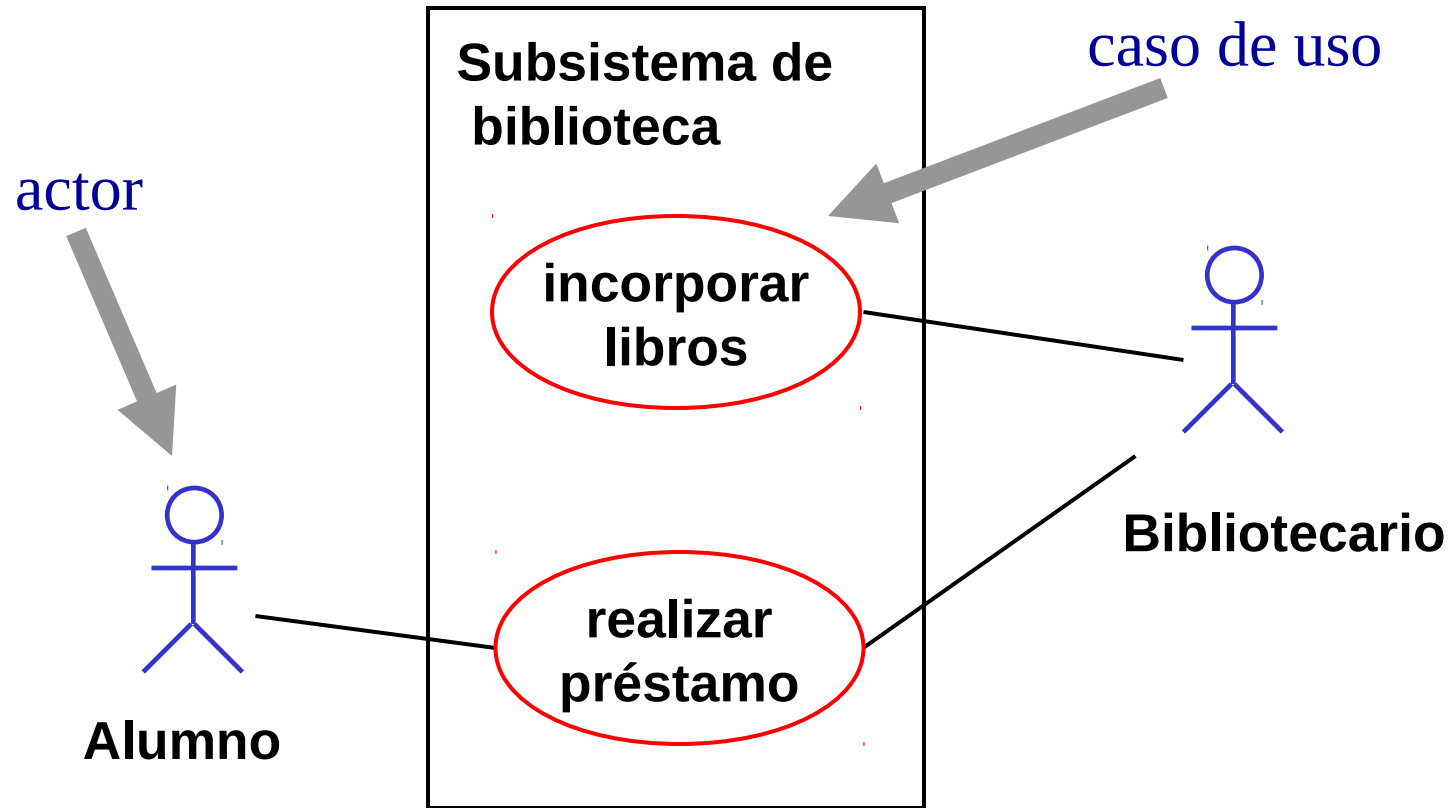 Subsistema de
biblioteca
caso de uso
actor
incorporar
libros
Bibliotecario
realizar
préstamo
Alumno